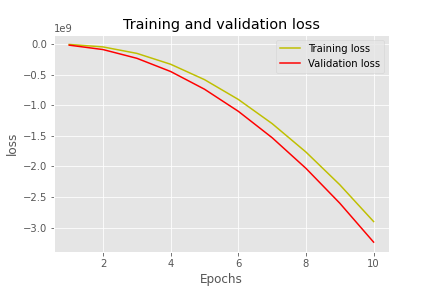 Training and validation loss
1e9
0.0
−0.5
−1.0
−1.5
−2.0
−2.5
−3.0
loss
Training loss
Validation loss
2
4
6
8
10
Epochs